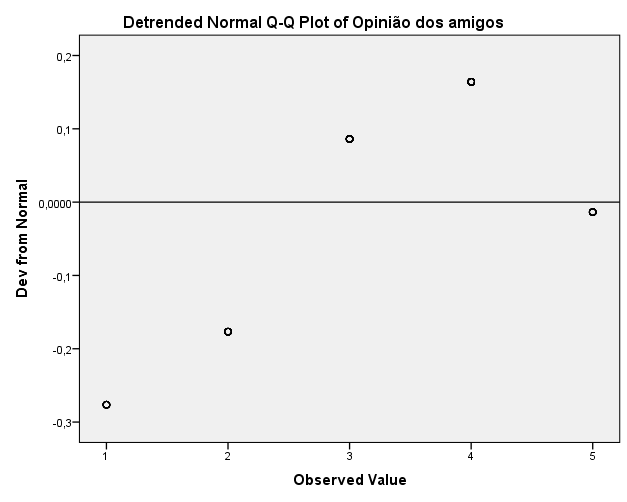 Detrended Normal Q-Q Plot of Opinião dos amigos
0,2
0,1
0,0000
-0,1
-0,2
-0,3
Dev from Normal
1 2 3 4 5
Observed Value